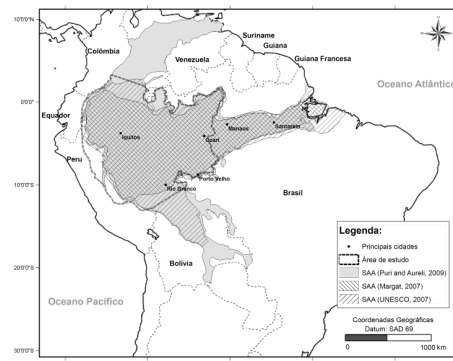 10°0'0"N
0°0'0"
10°0'0"S
20°0'0"S
30°0'0"S
Colômbia
Venezuela
Suriname
Guiana
Guiana Francesa
Oceano Atlântico
Equador
Peru
Iquitos
Coari
Manaus
Santarém
Porto Velho
Rio Branco
Brasil
Bolivia
Oceano Pacifico
Legenda:
Principais cidades
Área de estudo
SAA (Puri and Aureli, 2009)
SAA (Margat, 2007)
SAA (UNESCO, 2007)
Coordenadas Geográficas
Datum: SAD 69
0 1000 km